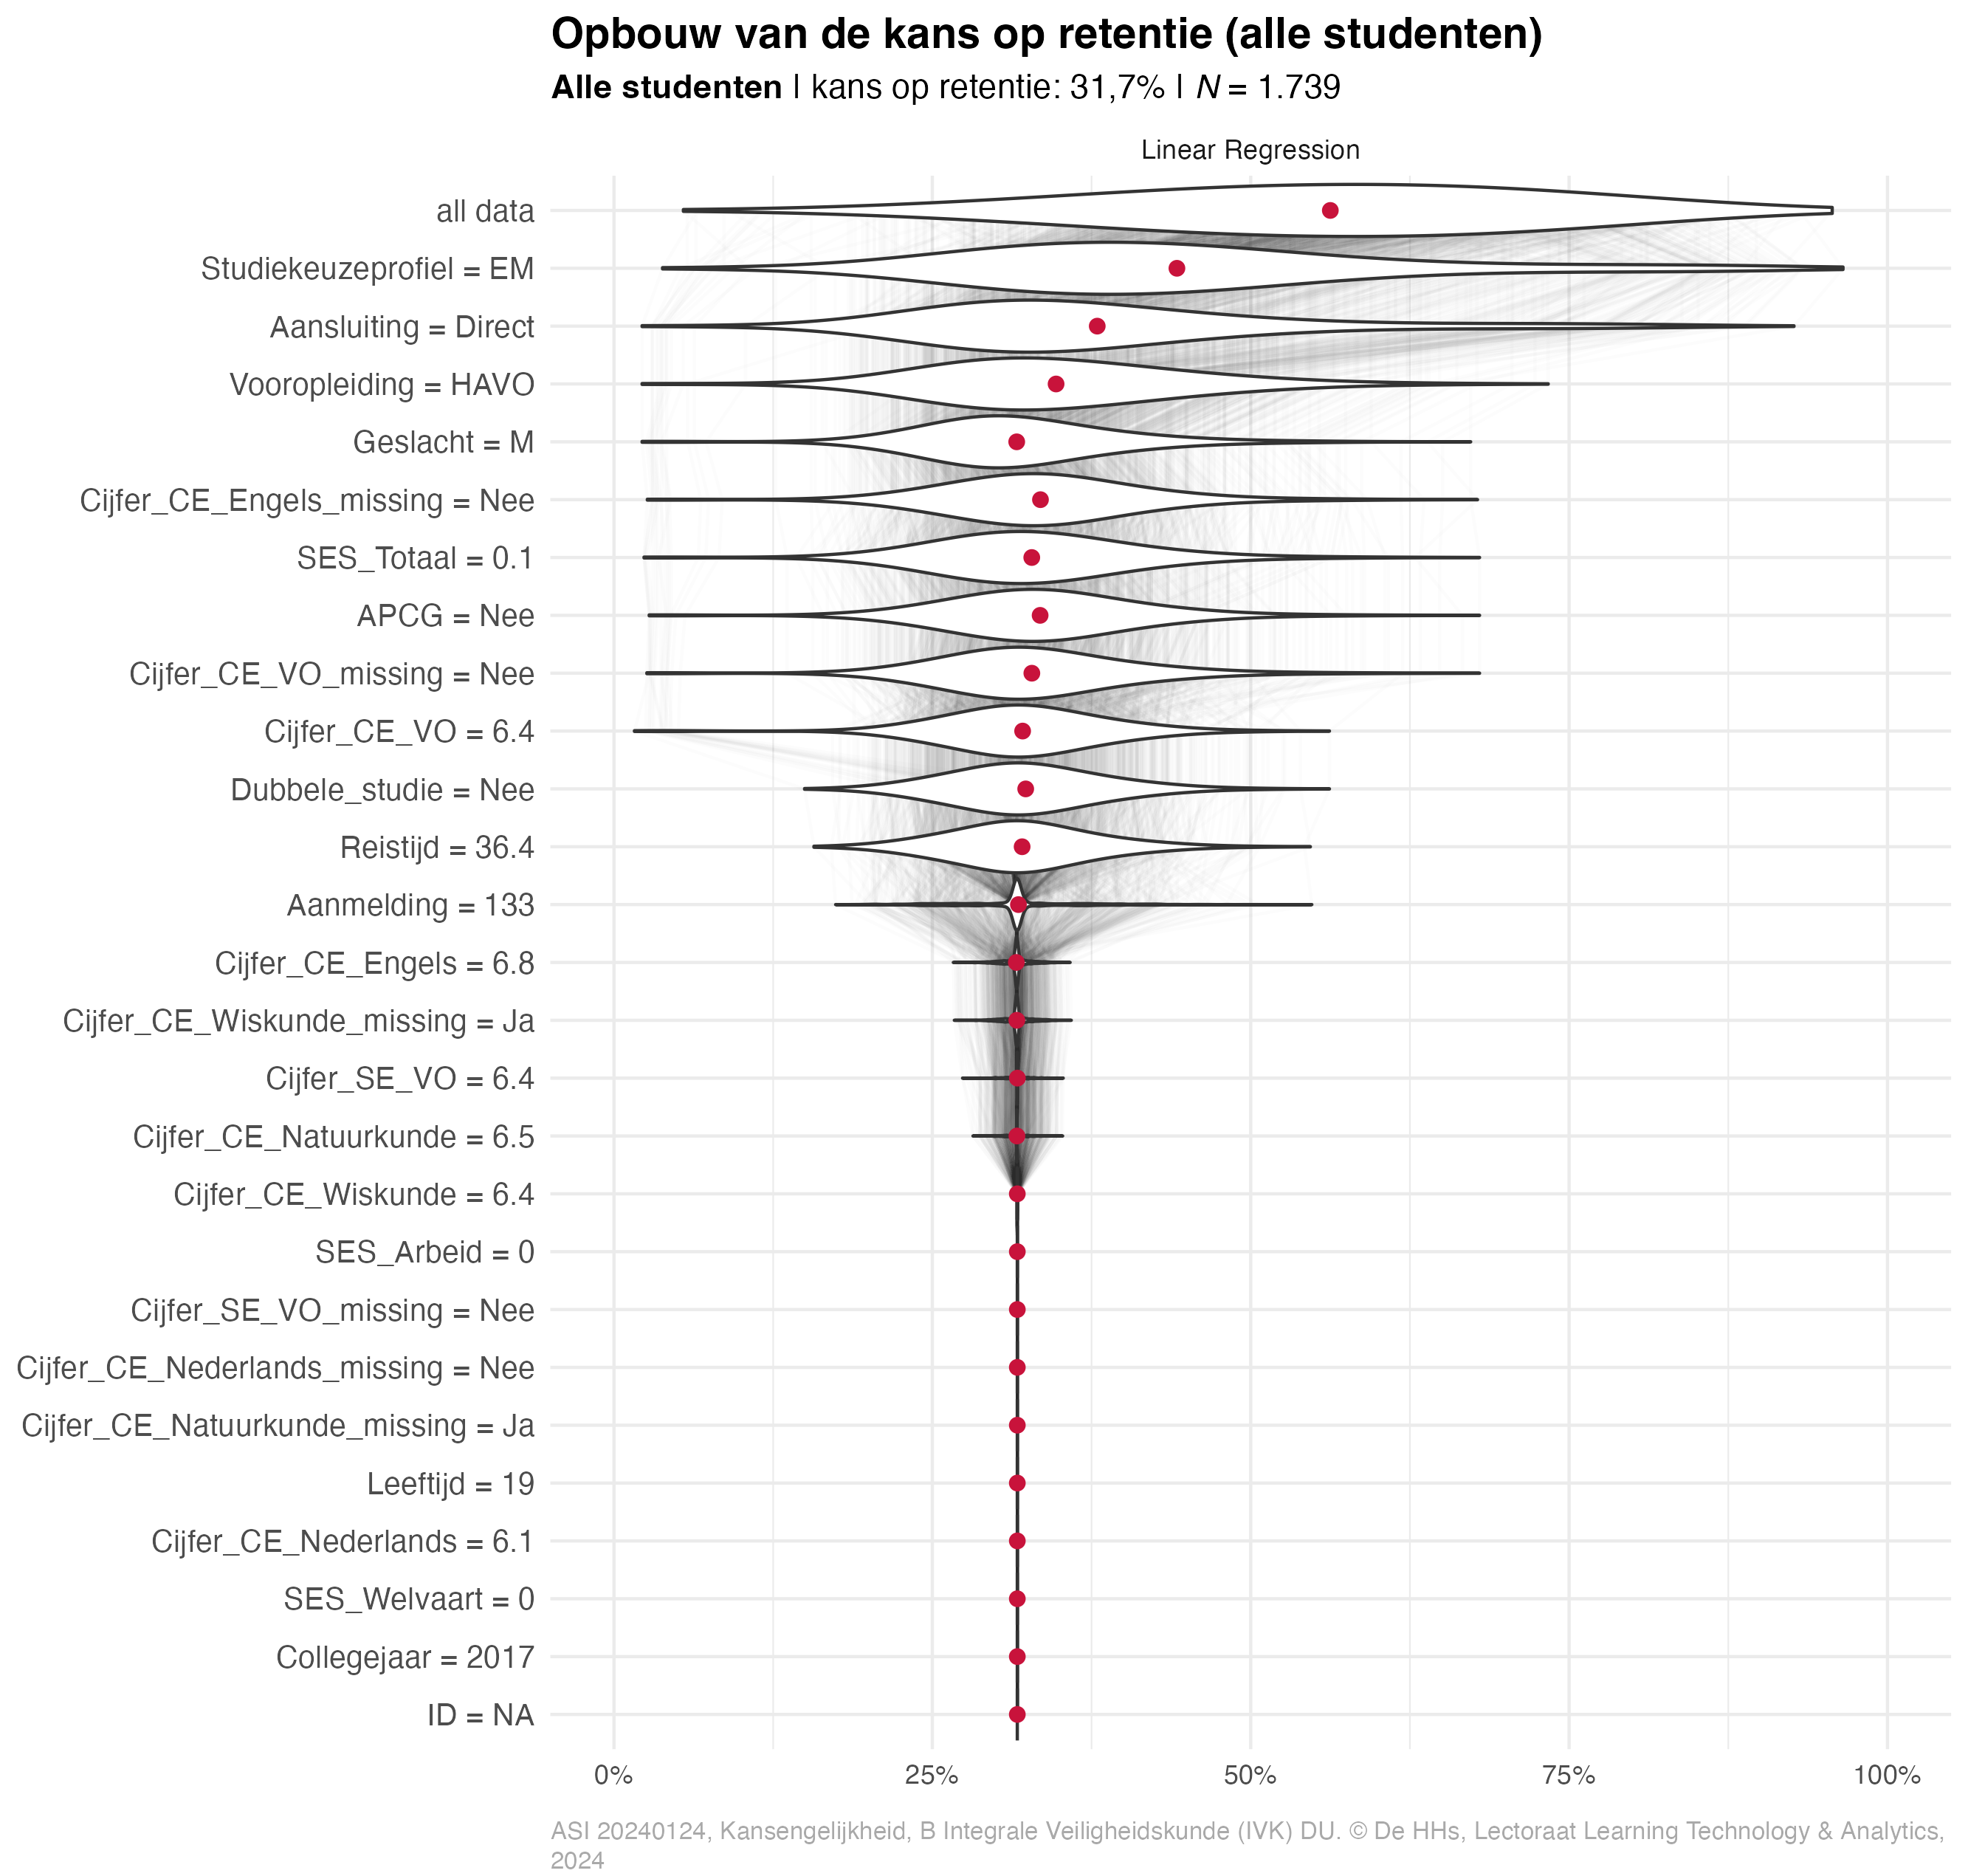 Opbouw van de kans op retentie (alle studenten)
Alle studenten | kans op retentie: 31,7% | N = 1.739
Linear Regression
all data
Studiekeuzeprofiel = EM
Aansluiting = Direct
Vooropleiding = HAVO
Geslacht = M
Cijfer_CE_Engels_missing = Nee
SES_Totaal = 0.1
APCG = Nee
Cijfer_CE_VO_missing = Nee
Cijfer_CE_VO = 6.4
Dubbele_studie = Nee
Reistijd = 36.4
Aanmelding = 133
Cijfer_CE_Engels = 6.8
Cijfer_CE_Wiskunde_missing = Ja
Cijfer_SE_VO = 6.4
Cijfer_CE_Natuurkunde = 6.5
Cijfer_CE_Wiskunde = 6.4
SES_Arbeid = 0
Cijfer_SE_VO_missing = Nee
Cijfer_CE_Nederlands_missing = Nee
Cijfer_CE_Natuurkunde_missing = Ja
Leeftijd = 19
Cijfer_CE_Nederlands = 6.1
SES_Welvaart = 0
Collegejaar = 2017
ID = NA
0% 25% 50% 75% 100%
ASI 20240124, Kansengelijkheid, B Integrale Veiligheidskunde (IVK) DU. © De HHs, Lectoraat Learning Technology & Analytics,
2024